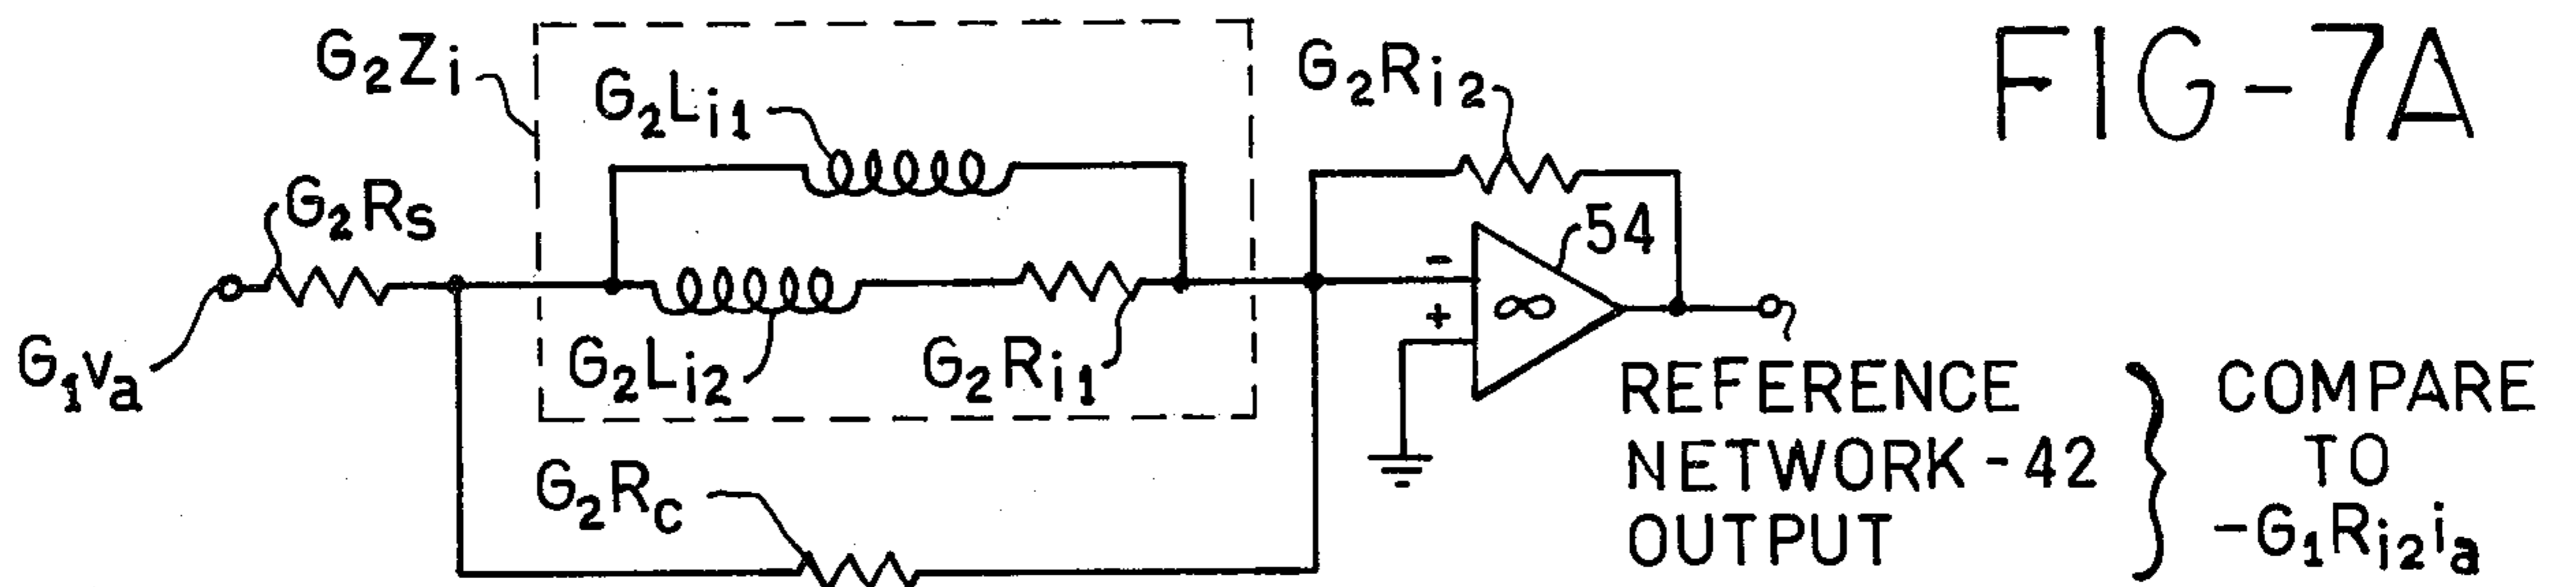 FIG-7A
G₂Zᵢ
G₂Lᵢ₁
G₂Rᵢ₂
G₂Rs
54
-
+
∞
G₁vₐ
G₂Lᵢ₂
G₂Rᵢ₁
G₂Rc
REFERENCE
NETWORK-42
OUTPUT
COMPARE
TO
-G₁Rᵢ₂iₐ